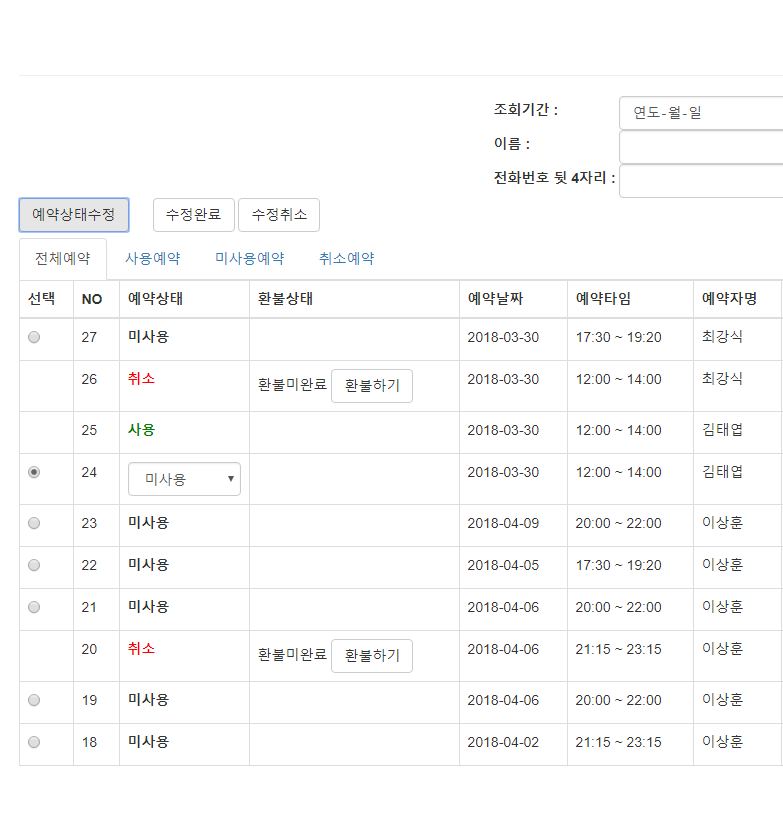 조회기간 : 연도-월-일
이름 :
전화번호 뒷 4자리 :
예약상태수정 수정완료 수정취소
전체예약 사용예약 미사용예약 취소예약
선택 NO 예약상태 환불상태 예약날짜 예약타임 예약자명
27 미사용 2018-03-30 17:30 ~ 19:20 최강식
26 취소 환불미완료 환불하기 2018-03-30 12:00 ~ 14:00 최강식
25 사용 2018-03-30 12:00 ~ 14:00 김태엽
24 미사용 2018-03-30 12:00 ~ 14:00 김태엽
23 미사용 2018-04-09 20:00 ~ 22:00 이상훈
22 미사용 2018-04-05 17:30 ~ 19:20 이상훈
21 미사용 2018-04-06 20:00 ~ 22:00 이상훈
20 취소 환불미완료 환불하기 2018-04-06 21:15 ~ 23:15 이상훈
19 미사용 2018-04-06 20:00 ~ 22:00 이상훈
18 미사용 2018-04-02 21:15 ~ 23:15 이상훈